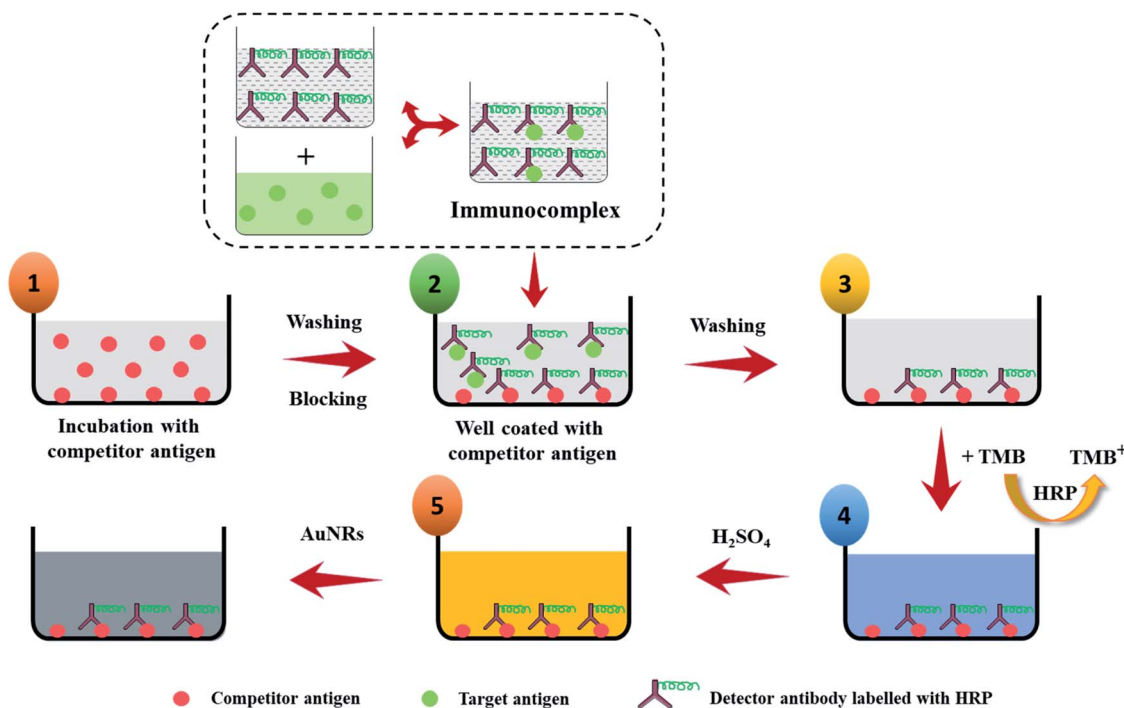 +
Immunocomplex
1
2
3
Washing
Blocking
Washing
Incubation with
competitor antigen
Well coated with
competitor antigen
+ TMB
TMB⁺
HRP
4
5
AuNRs
H₂SO₄
Competitor antigen
Target antigen
Detector antibody labelled with HRP